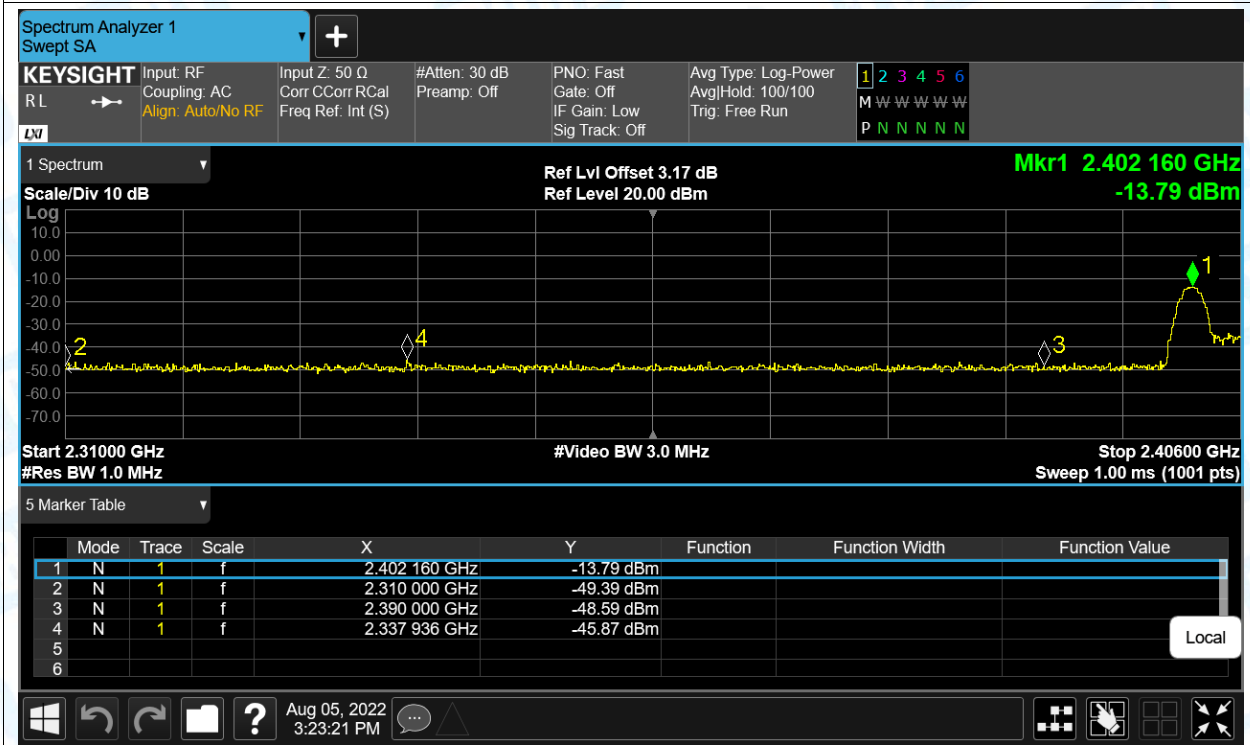 Spectrum Analyzer 1
Swept SA
KEYSIGHT
R L
LXI
Input: RF
Coupling: AC
Align: Auto/No RF
Input Z: 50 Ω
Corr CCorr RCal
Freq Ref: Int (S)
#Atten: 30 dB
Preamp: Off
PNO: Fast
Gate: Off
IF Gain: Low
Sig Track: Off
Avg Type: Log-Power
Avg|Hold: 100/100
Trig: Free Run
1 2 3 4 5 6
M W W W W W
P N N N N N
1 Spectrum
Scale/Div 10 dB
Ref Lvl Offset 3.17 dB
Ref Level 20.00 dBm
Mkr1 2.402 160 GHz
-13.79 dBm
Log
10.0
0.00
-10.0
-20.0
-30.0
-40.0
-50.0
-60.0
-70.0
1
2
4
3
Start 2.31000 GHz
#Video BW 3.0 MHz
Stop 2.40600 GHz
#Res BW 1.0 MHz
Sweep 1.00 ms (1001 pts)
5 Marker Table
Mode Trace Scale X Y Function Function Width Function Value
1 N 1 f 2.402 160 GHz -13.79 dBm
2 N 1 f 2.310 000 GHz -49.39 dBm
3 N 1 f 2.390 000 GHz -48.59 dBm
4 N 1 f 2.337 936 GHz -45.87 dBm
5
6
Local
?
Aug 05, 2022
3:23:21 PM